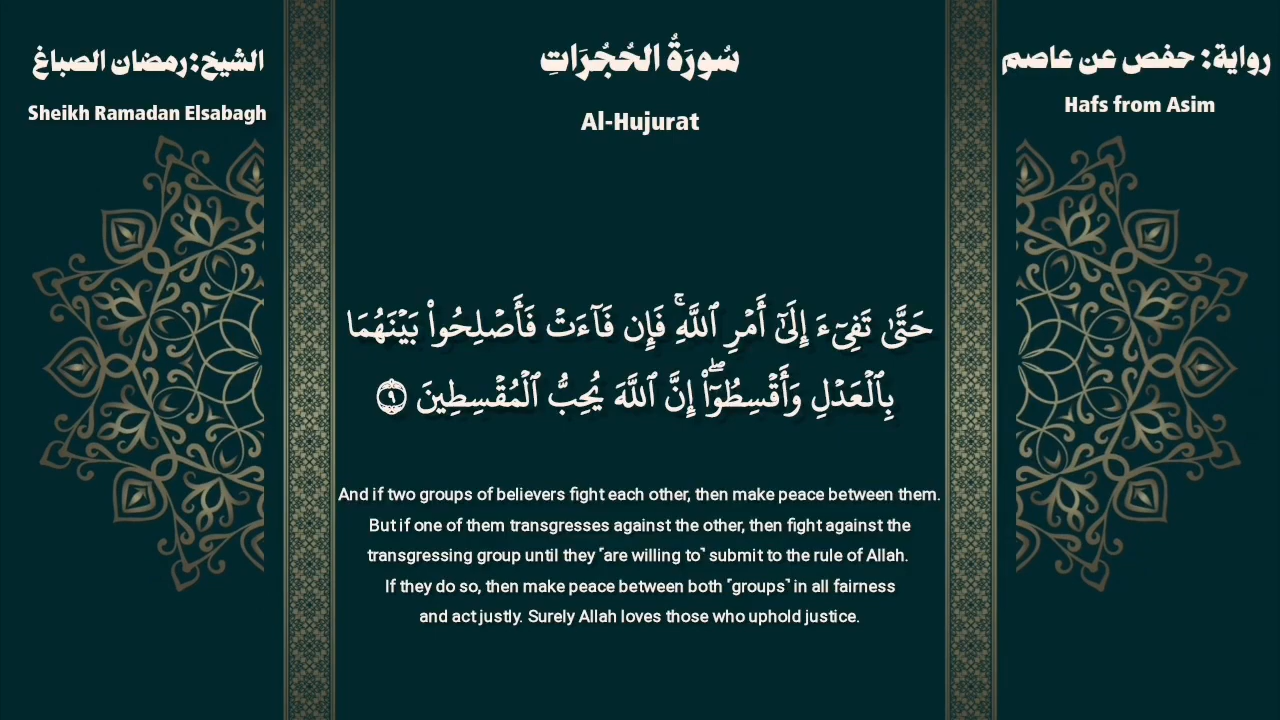 الشيخ:رمضان الصباغ
Sheikh Ramadan Elsabagh
سُورَةٌ الحُجُرَاتِ
Al-Hujurat
رواية: حفص عن عاصم
Hafs from Asim
حَتَّىٰ تَفِيٓءَ إِلَىٰٓ أَمْرِ ٱللَّهِۚ فَإِن فَآءَتْ فَأَصْلِحُوا۟ بَيْنَهُمَا
بِٱلْعَدْلِ وَأَقْسِطُوٓا۟ۖ إِنَّ ٱللَّهَ يُحِبُّ ٱلْمُقْسِطِينَ ٩
And if two groups of believers fight each other, then make peace between them.
But if one of them transgresses against the other, then fight against the
transgressing group until they ˹are willing to˺ submit to the rule of Allah.
If they do so, then make peace between both ˹groups˺ in all fairness
and act justly. Surely Allah loves those who uphold justice.